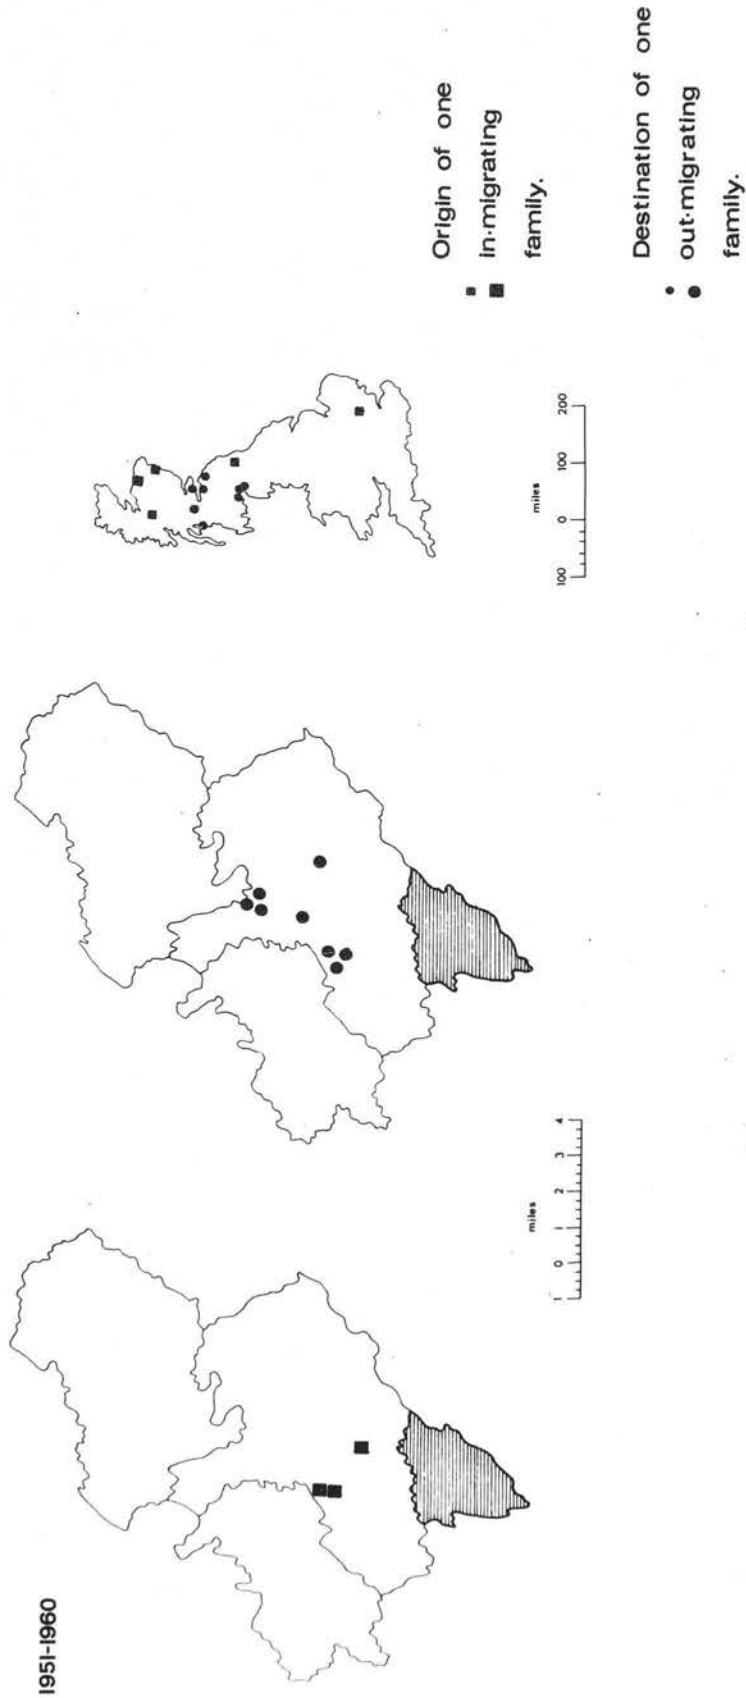 1951-1960
miles
1 0 1 2 3 4
miles
100 0 100 200
Origin of one
in-migrating
family.
Destination of one
out-migrating
family.